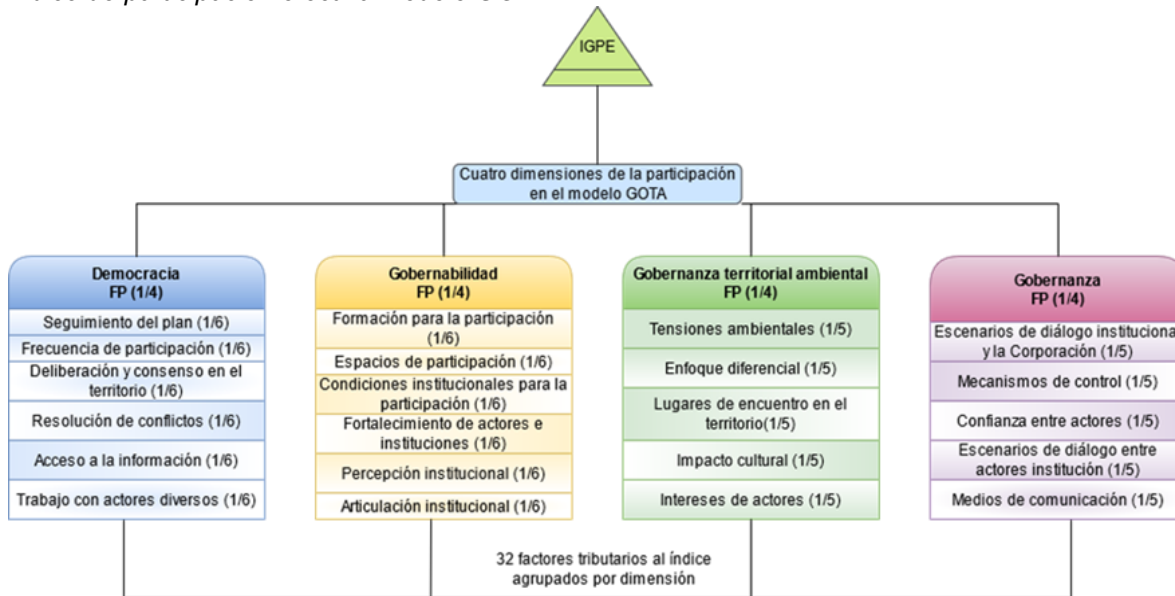 IGPE
Cuatro dimensiones de la participación
en el modelo GOTA
Democracia
FP (1/4)
Seguimiento del plan (1/6)
Frecuencia de participación (1/6)
Deliberación y consenso en el
territorio (1/6)
Resolución de conflictos (1/6)
Acceso a la información (1/6)
Trabajo con actores diversos (1/6)
Gobernabilidad
FP (1/4)
Formación para la participación
(1/6)
Espacios de participación (1/6)
Condiciones institucionales para la
participación (1/6)
Fortalecimiento de actores e
instituciones (1/6)
Percepción institucional (1/6)
Articulación institucional (1/6)
Gobernanza territorial ambiental
FP (1/4)
Tensiones ambientales (1/5)
Enfoque diferencial (1/5)
Lugares de encuentro en el
territorio(1/5)
Impacto cultural (1/5)
Intereses de actores (1/5)
Gobernanza
FP (1/4)
Escenarios de diálogo institucional
y la Corporación (1/5)
Mecanismos de control (1/5)
Confianza entre actores (1/5)
Escenarios de diálogo entre
actores institución (1/5)
Medios de comunicación (1/5)
32 factores tributarios al índice
agrupados por dimensión